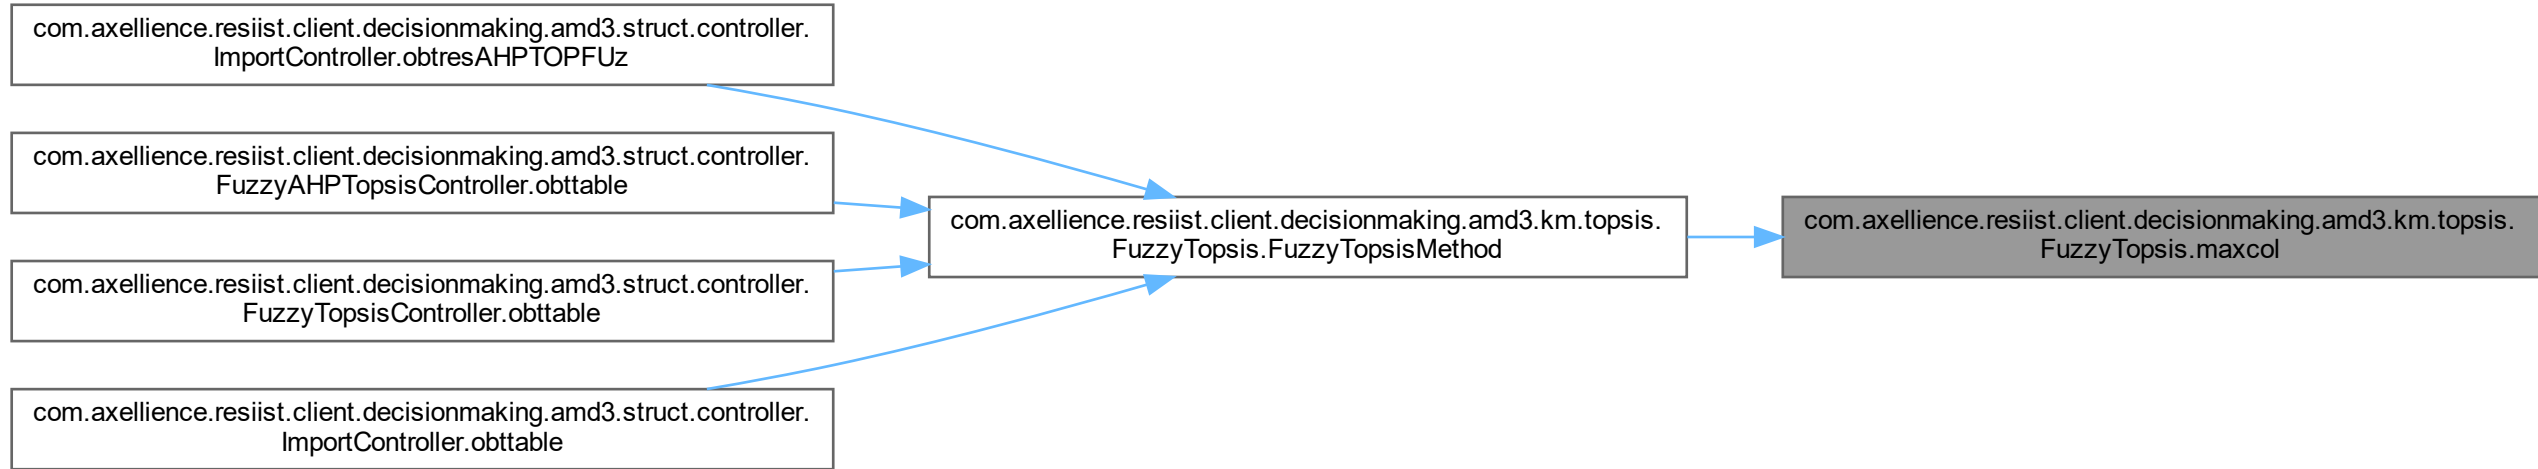 com.axellience.resiist.client.decisionmaking.amd3.struct.controller.
ImportController.obtresAHPTOPFUz
com.axellience.resiist.client.decisionmaking.amd3.struct.controller.
FuzzyAHPTopsisController.obttable
com.axellience.resiist.client.decisionmaking.amd3.struct.controller.
FuzzyTopsisController.obttable
com.axellience.resiist.client.decisionmaking.amd3.struct.controller.
ImportController.obttable
com.axellience.resiist.client.decisionmaking.amd3.km.topsis.
FuzzyTopsis.FuzzyTopsisMethod
com.axellience.resiist.client.decisionmaking.amd3.km.topsis.
FuzzyTopsis.maxcol